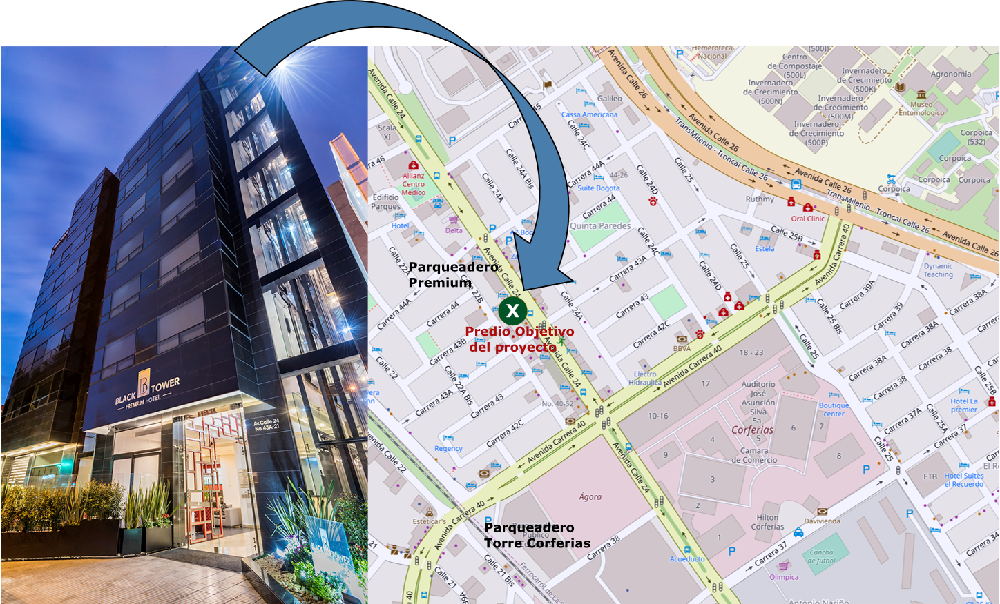 BLACK B TOWER
PREMIUM HOTEL
Av. Calle 24
No. 43A-21
Avenida Calle 24
Scala
XI
Allianz
Centro
Medico
Edificio
Parques
Hotel
Delta
Calle 24A Bis
Calle 24A
Cassa Americana
Galileo
Calle 24C
Carrera 44A
44-26
Suite Bogota
Carrera 44
Quinta Paredes
Calle 24D
Calle 25
Hemeroteca
Nacional
Avenida Calle 26
Avenida Calle 26
TransMilenio - Troncal Calle 26
Avenida Calle 26
TransMilenio - Troncal Calle 26
Avenida Calle 26
(500I)
Centro
de Compostaje
(500L)
Invernadero
de Crecimiento
(500N)
Invernadero
de Crecimiento
(500K)
Invernadero
de Crecimiento
(500M)
Invernadero
de Crecimiento
(500P)
Agronomía
Museo
Entomologico
Corpoica
(532)
Corpoica
Corpoica
Corpoica
Corpoica
Ruthmy
Oral Clinic
Calle 25B
Estela
Avenida Carrera 40
Dynamic
Teaching
Parqueadero
Premium
Avenida Calle 24
X
Predio Objetivo
del proyecto
Calle 22B
Carrera 44A
Carrera 44
Carrera 43B
Calle 22
Calle 22A Bis
Carrera 43A
Carrera 43
Carrera 42C
Calle 24A
Calle 24C
Carrera 43A
Calle 24D
Calle 25
Carrera 43
Carrera 42C
BBVA
Electro
Hidraulica
Avenida Carrera 40
Avenida Calle 24
No. 40-52
Avenida Carrera 40
Regency
Avenida Calle 22
Calle 25
Calle 25 Bis
Carrera 39A
Carrera 39
Carrera 38A
Carrera 38A
Carrera 38
Carrera 38A
Carrera 38
Calle 25B
Carrera 37A
Calle 25A
Carrera 37
Hotel La
premier
Boutique
center
18 - 23
17
10-16
Auditorio
José
Asunción
Silva
5a
5
Corferias
Camara
de Comercio
4
6
7
8
9
3
2
1
Calle 25
ETB
Hotel Suites
el Recuerdo
Ágora
Avenida Calle 24
Hilton
Corferias
Davivienda
Estéticar's
Avenida Carrera 40
Parqueadero
Torre Corferias
Carrera 38
Acueducto
Carrera 37
Olimpica
Cancha
de futbol
Calle 21
Calle 21 Bis
Antonio Nariño
Carrera 34